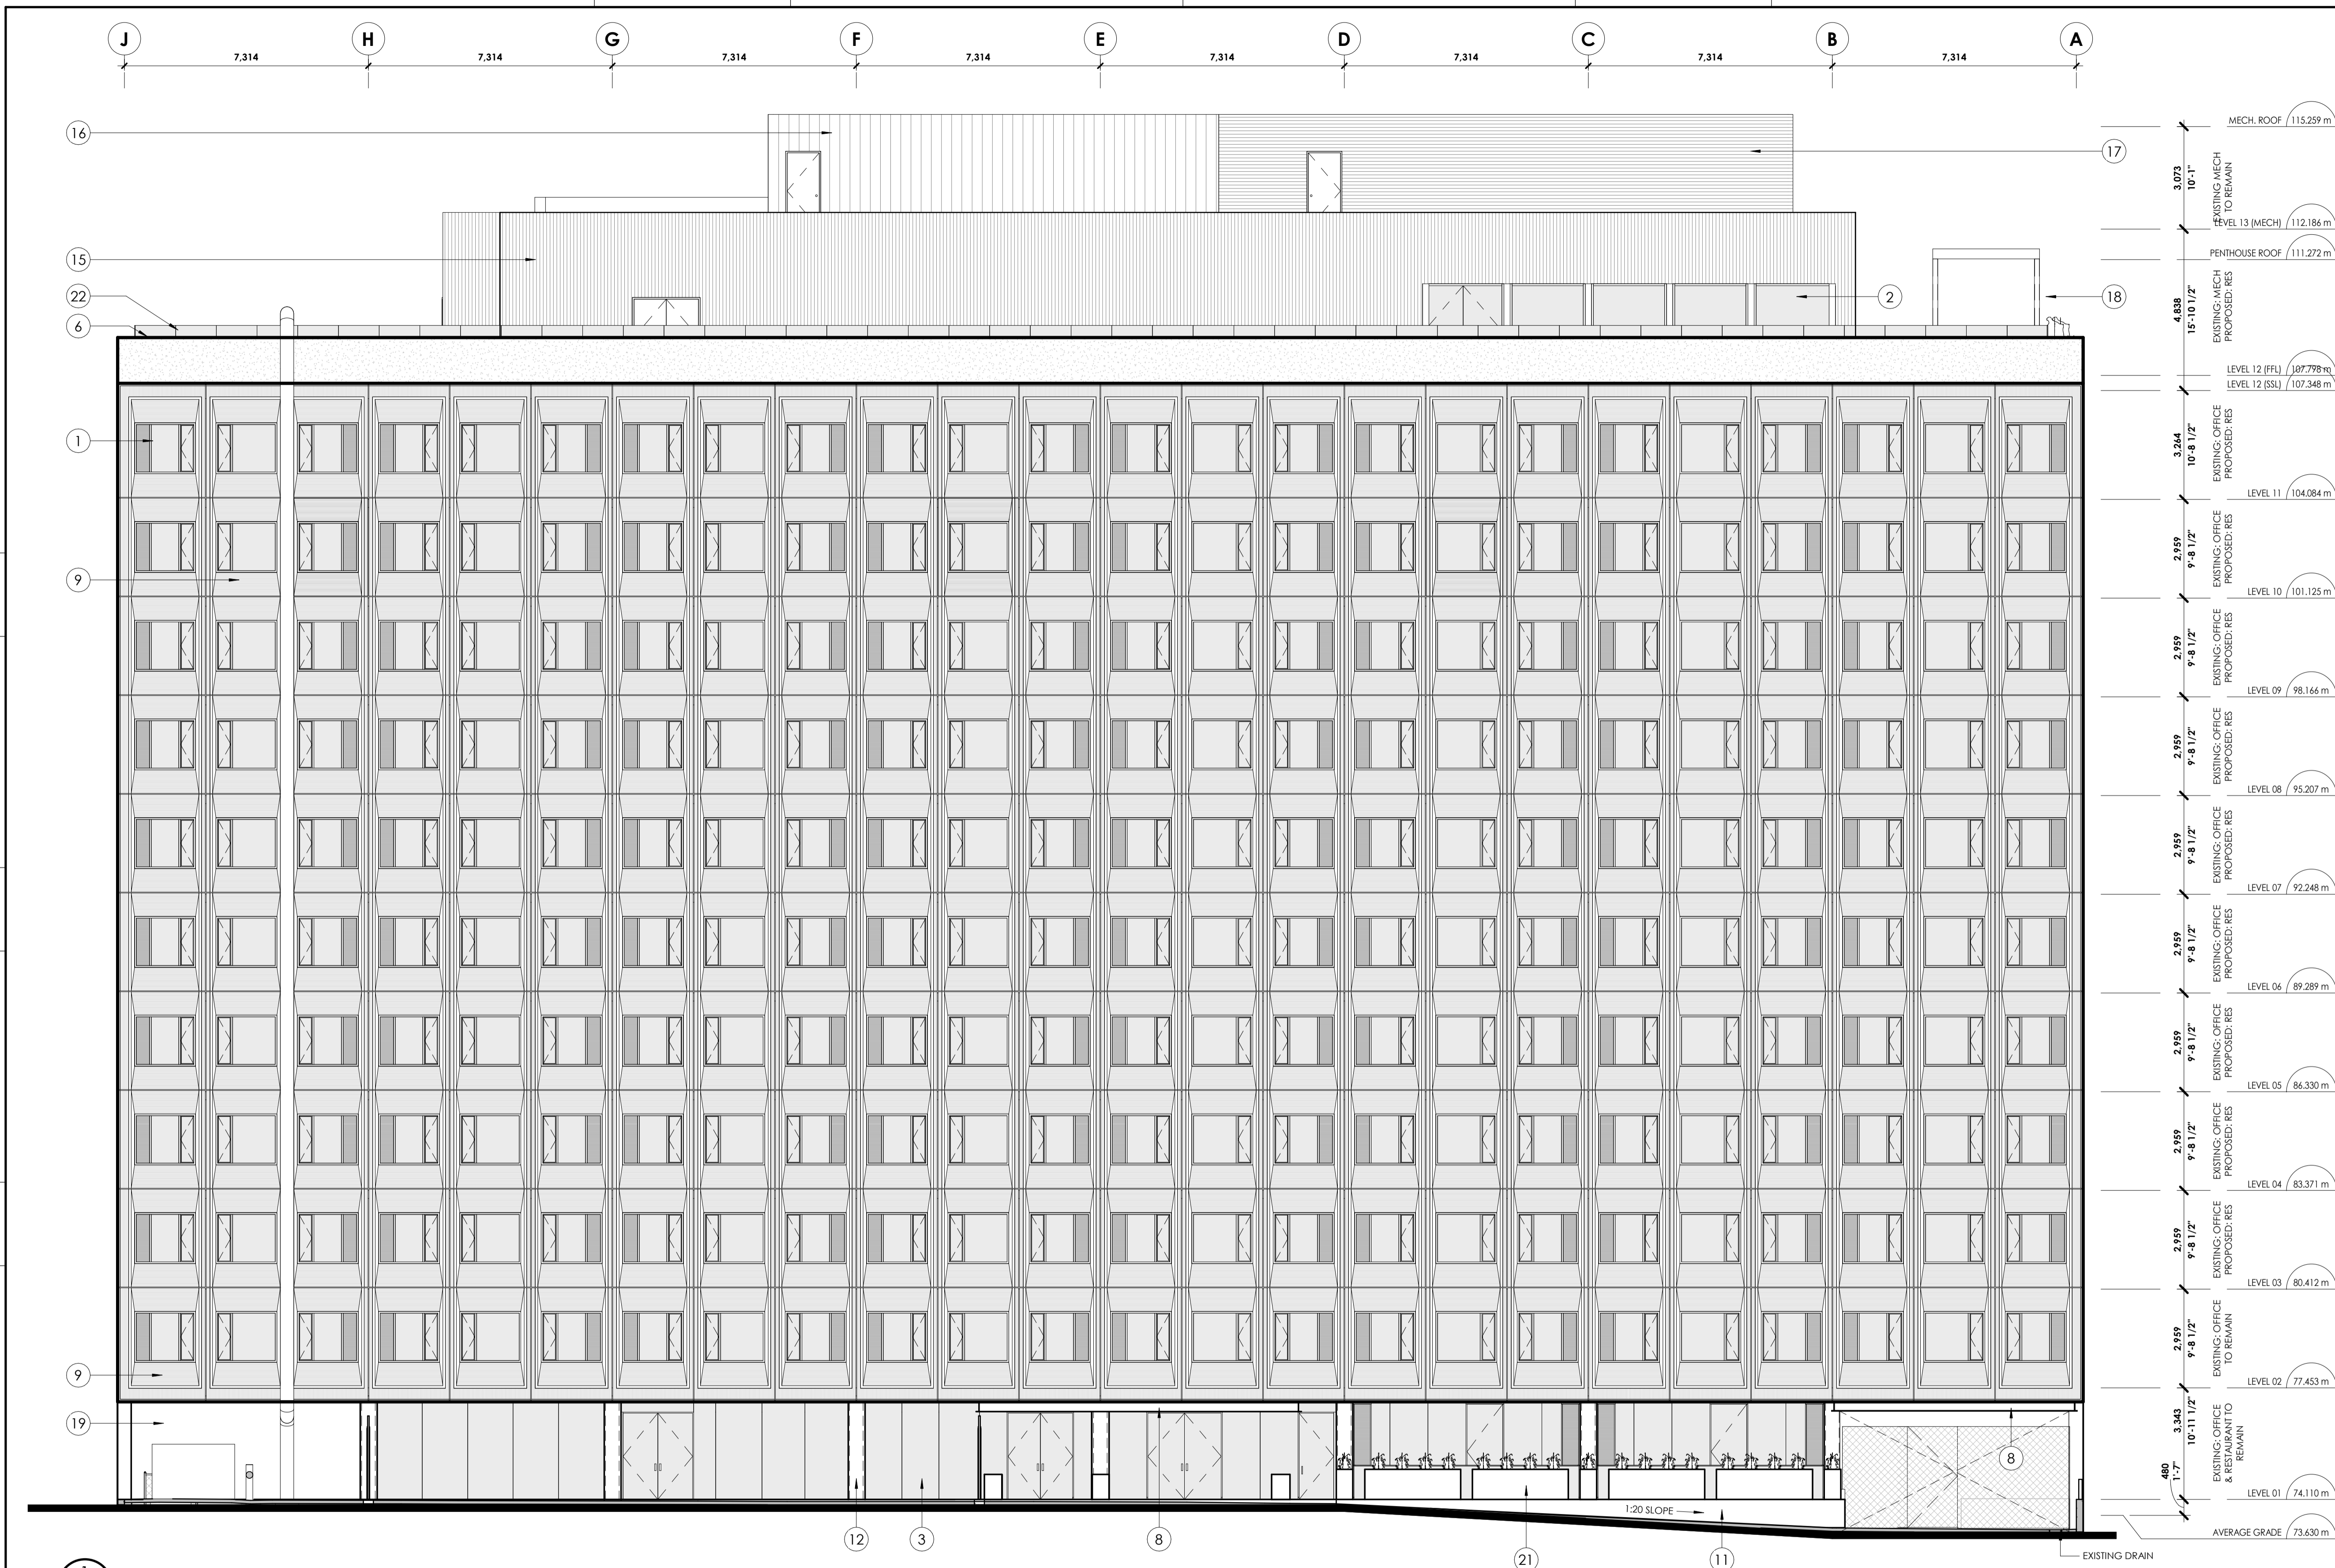 J H G F E D C B A
7,314 7,314 7,314 7,314 7,314 7,314 7,314 7,314
16
17
15
22
6
2
18
1
9
9
19
12
3
8
8
21
11
1:20 SLOPE
EXISTING DRAIN
MECH. ROOF 115.259 m
3,073
10'-1"
EXISTING MECH
TO REMAIN
LEVEL 13 (MECH) 112.186 m
PENTHOUSE ROOF 111.272 m
4,838
15'-10 1/2"
EXISTING: MECH
PROPOSED: RES
LEVEL 12 (FFL) 107.798 m
LEVEL 12 (SSL) 107.348 m
3,264
10'-8 1/2"
EXISTING: OFFICE
PROPOSED: RES
LEVEL 11 104.084 m
2,959
9'-8 1/2"
EXISTING: OFFICE
PROPOSED: RES
LEVEL 10 101.125 m
2,959
9'-8 1/2"
EXISTING: OFFICE
PROPOSED: RES
LEVEL 09 98.166 m
2,959
9'-8 1/2"
EXISTING: OFFICE
PROPOSED: RES
LEVEL 08 95.207 m
2,959
9'-8 1/2"
EXISTING: OFFICE
PROPOSED: RES
LEVEL 07 92.248 m
2,959
9'-8 1/2"
EXISTING: OFFICE
PROPOSED: RES
LEVEL 06 89.289 m
2,959
9'-8 1/2"
EXISTING: OFFICE
PROPOSED: RES
LEVEL 05 86.330 m
2,959
9'-8 1/2"
EXISTING: OFFICE
PROPOSED: RES
LEVEL 04 83.371 m
2,959
9'-8 1/2"
EXISTING: OFFICE
PROPOSED: RES
LEVEL 03 80.412 m
2,959
9'-8 1/2"
EXISTING: OFFICE
TO REMAIN
LEVEL 02 77.453 m
3,343
10'-11 1/2"
EXISTING: OFFICE
& RESTAURANT TO
REMAIN
LEVEL 01 74.110 m
480
1'-7"
AVERAGE GRADE 73.630 m